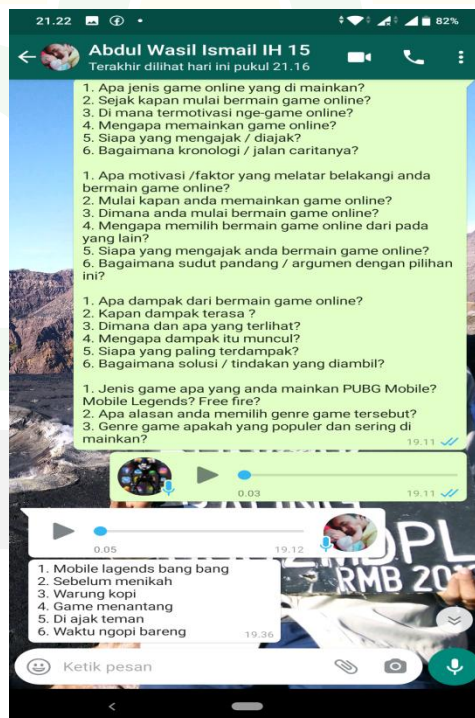 21.22
82%
Abdul Wasil Ismail IH 15
Terakhir dilihat hari ini pukul 21.16
1. Apa jenis game online yang di mainkan?
2. Sejak kapan mulai bermain game online?
3. Di mana termotivasi nge-game online?
4. Mengapa memainkan game online?
5. Siapa yang mengajak / diajak?
6. Bagaimana kronologi / jalan caritanya?
1. Apa motivasi /faktor yang melatar belakangi anda
bermain game online?
2. Mulai kapan anda memainkan game online?
3. Dimana anda mulai bermain game online?
4. Mengapa memilih bermain game online dari pada
yang lain?
5. Siapa yang mengajak anda bermain game online?
6. Bagaimana sudut pandang / argumen dengan pilihan
ini?
1. Apa dampak dari bermain game online?
2. Kapan dampak terasa ?
3. Dimana dan apa yang terlihat?
4. Mengapa dampak itu muncul?
5. Siapa yang paling terdampak?
6. Bagaimana solusi / tindakan yang diambil?
1. Jenis game apa yang anda mainkan PUBG Mobile?
Mobile Legends? Free fire?
2. Apa alasan anda memilih genre game tersebut?
3. Genre game apakah yang populer dan sering di
mainkan?
19.11
0.03
19.11
0.05
19.12
MDPL
RMB 20
1. Mobile lagends bang bang
2. Sebelum menikah
3. Warung kopi
4. Game menantang
5. Di ajak teman
6. Waktu ngopi bareng
19.36
Ketik pesan